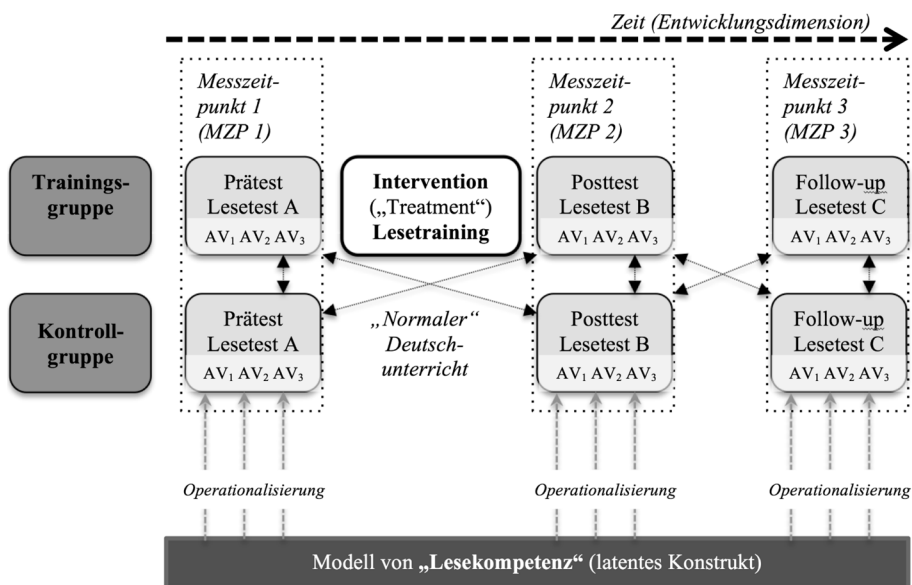 Zeit (Entwicklungsdimension)
Messzeit-
punkt 1
(MZP 1)
Messzeit-
punkt 2
(MZP 2)
Messzeit-
punkt 3
(MZP 3)
Trainings-
gruppe
Prätest
Lesetest A
AV1 AV2 AV3
Intervention
(„Treatment“)
Lesetraining
Posttest
Lesetest B
AV1 AV2 AV3
Follow-up
Lesetest C
AV1 AV2 AV3
Kontroll-
gruppe
Prätest
Lesetest A
AV1 AV2 AV3
„Normaler“
Deutsch-
unterricht
Posttest
Lesetest B
AV1 AV2 AV3
Follow-up
Lesetest C
AV1 AV2 AV3
Operationalisierung
Operationalisierung
Operationalisierung
Modell von „Lesekompetenz“ (latentes Konstrukt)